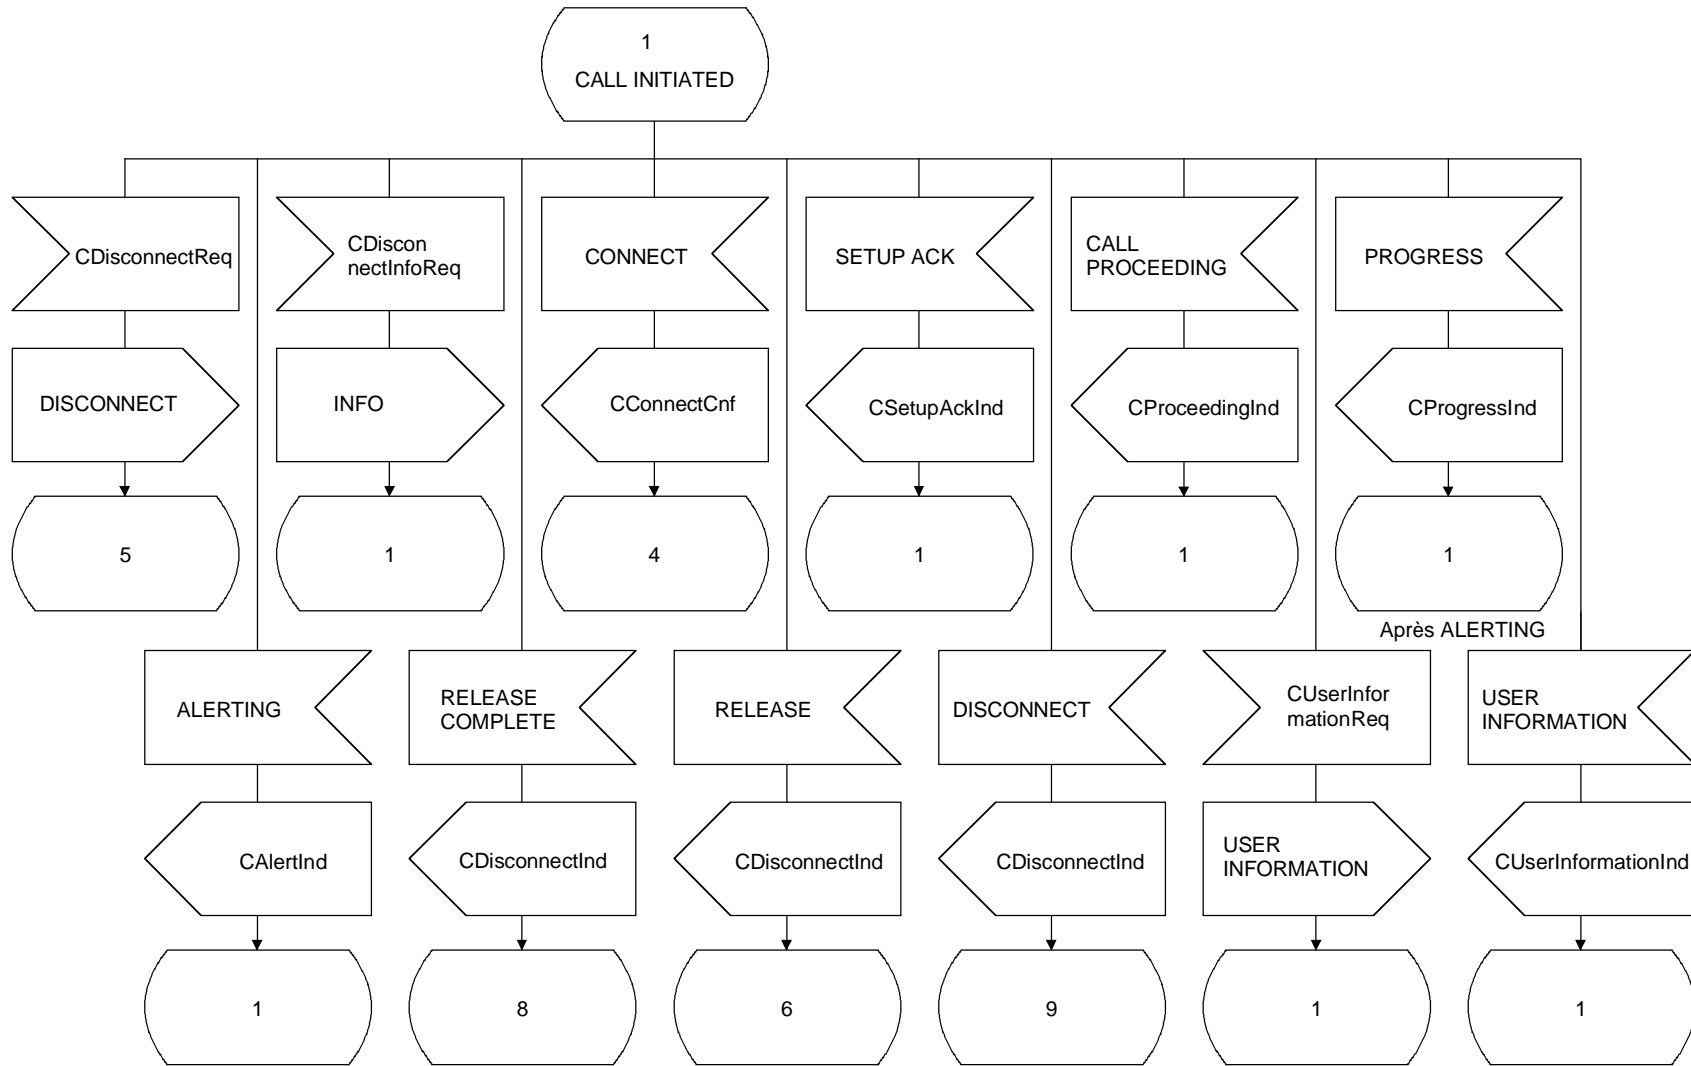 1
CALL INITIATED
CDisconnectReq
CDiscon
nectInfoReq
CONNECT
SETUP ACK
CALL
PROCEEDING
PROGRESS
DISCONNECT
INFO
CConnectCnf
CSetupAckInd
CProceedingInd
CProgressInd
5
1
4
1
1
1
Après ALERTING
ALERTING
RELEASE
COMPLETE
RELEASE
DISCONNECT
CUserInfor
mationReq
USER
INFORMATION
CAlertInd
CDisconnectInd
CDisconnectInd
CDisconnectInd
USER
INFORMATION
CUserInformationInd
1
8
6
9
1
1